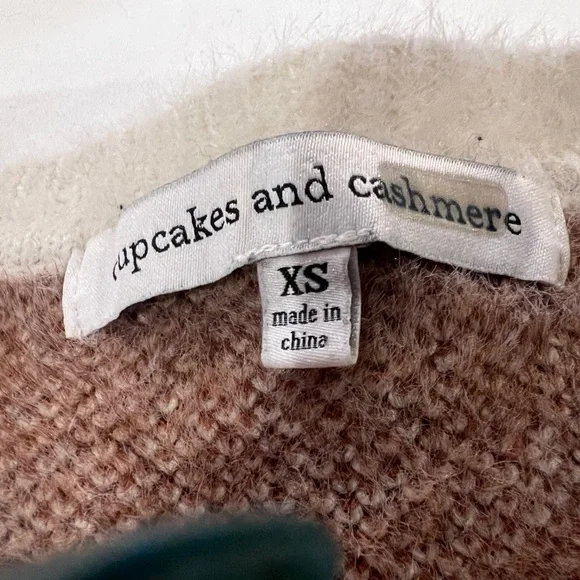 cupcakes and cashmere
XS
made in
china